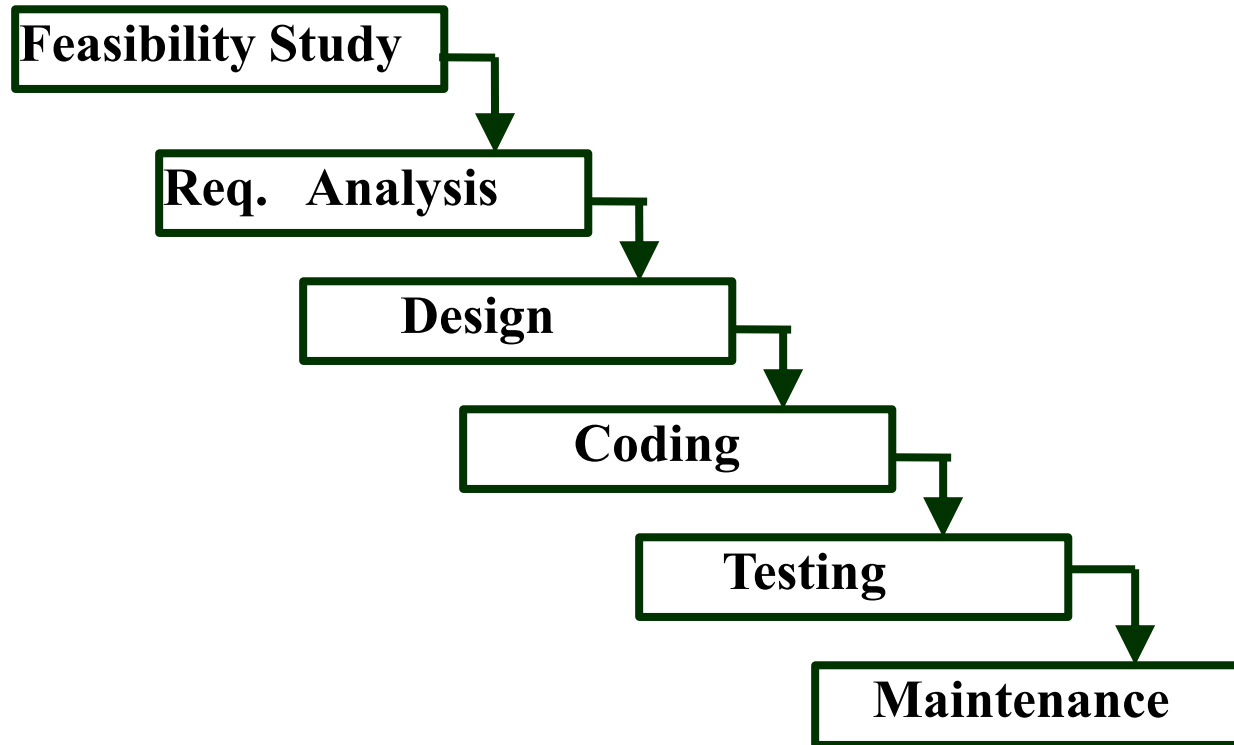 Feasibility Study
Req. Analysis
Design
Coding
Testing
Maintenance